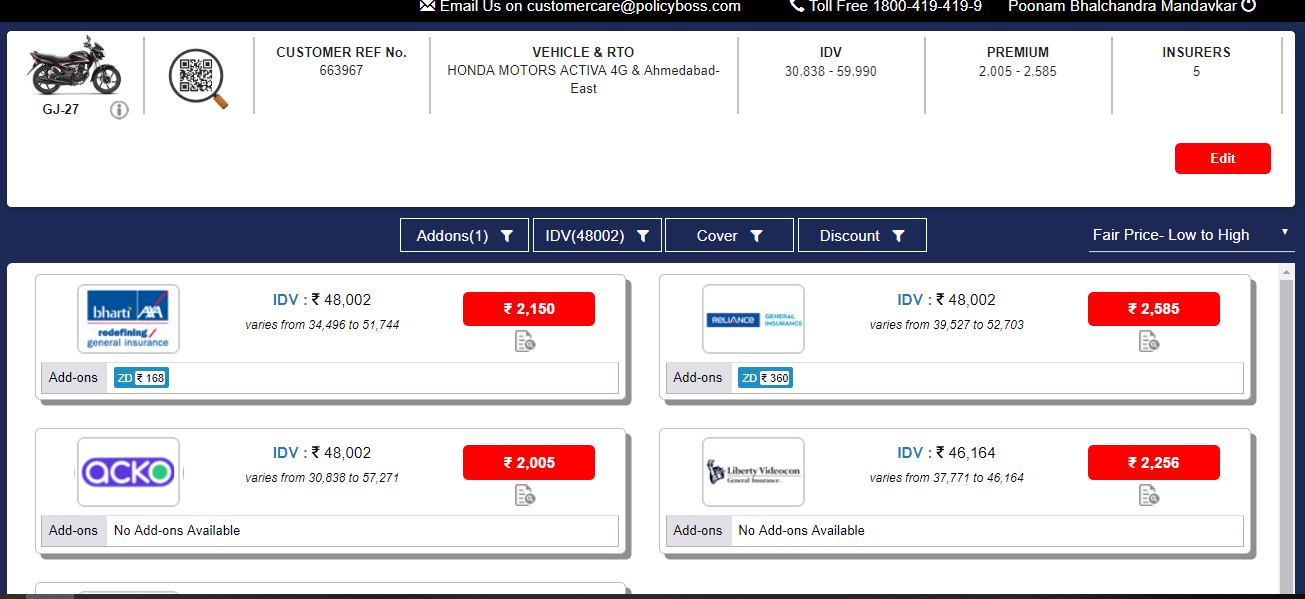 Email Us on customercare@policyboss.com
Toll Free 1800-419-419-9
Poonam Bhalchandra Mandavkar
GJ-27
CUSTOMER REF No.
663967
VEHICLE & RTO
HONDA MOTORS ACTIVA 4G & Ahmedabad-
East
IDV
30,838 - 59,990
PREMIUM
2,005 - 2,585
INSURERS
5
Edit
Addons(1)
IDV(48002)
Cover
Discount
Fair Price- Low to High
bharti AXA
redefining /
general insurance
IDV : ₹ 48,002
varies from 34,496 to 51,744
₹ 2,150
Add-ons
ZD ₹ 168
RELIANCE
GENERAL
INSURANCE
IDV : ₹ 48,002
varies from 39,527 to 52,703
₹ 2,585
Add-ons
ZD ₹ 360
acko
IDV : ₹ 48,002
varies from 30,838 to 57,271
₹ 2,005
Add-ons
No Add-ons Available
Liberty Videocon
General Insurance.
IDV : ₹ 46,164
varies from 37,771 to 46,164
₹ 2,256
Add-ons
No Add-ons Available